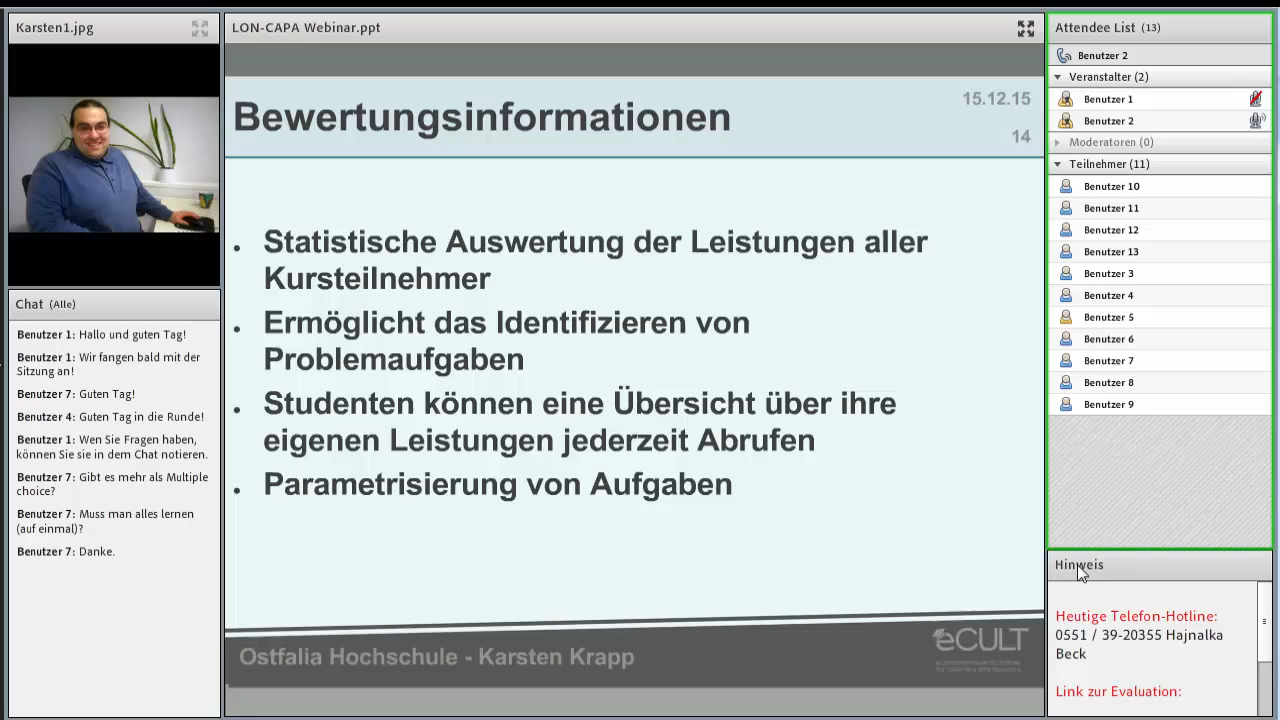 Karsten1.jpg
Chat (Alle)
Benutzer 1: Hallo und guten Tag!
Benutzer 1: Wir fangen bald mit der
Sitzung an!
Benutzer 7: Guten Tag!
Benutzer 4: Guten Tag in die Runde!
Benutzer 1: Wen Sie Fragen haben,
können Sie sie in dem Chat notieren.
Benutzer 7: Gibt es mehr als Multiple
choice?
Benutzer 7: Muss man alles lernen
(auf einmal)?
Benutzer 7: Danke.
LON-CAPA Webinar.ppt
Bewertungsinformationen
15.12.15
14
• Statistische Auswertung der Leistungen aller
Kursteilnehmer
• Ermöglicht das Identifizieren von
Problemaufgaben
• Studenten können eine Übersicht über ihre
eigenen Leistungen jederzeit Abrufen
• Parametrisierung von Aufgaben
Ostfalia Hochschule - Karsten Krapp
eCULT
Attendee List (13)
Benutzer 2
Veranstalter (2)
Benutzer 1
Benutzer 2
Moderatoren (0)
Teilnehmer (11)
Benutzer 10
Benutzer 11
Benutzer 12
Benutzer 13
Benutzer 3
Benutzer 4
Benutzer 5
Benutzer 6
Benutzer 7
Benutzer 8
Benutzer 9
Hinweis
Heutige Telefon-Hotline:
0551 / 39-20355 Hajnalka
Beck
Link zur Evaluation: